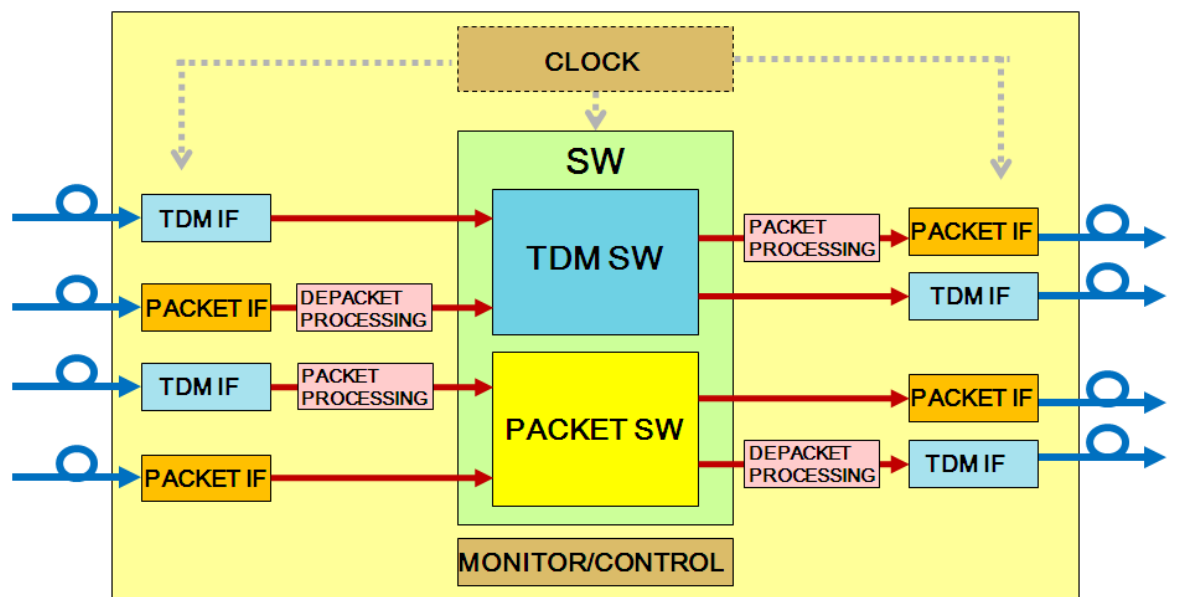 CLOCK
SW
TDM IF
TDM SW
PACKET
PROCESSING
PACKET IF
PACKET IF
DEPACKET
PROCESSING
TDM IF
TDM IF
PACKET
PROCESSING
PACKET SW
PACKET IF
PACKET IF
DEPACKET
PROCESSING
TDM IF
MONITOR/CONTROL